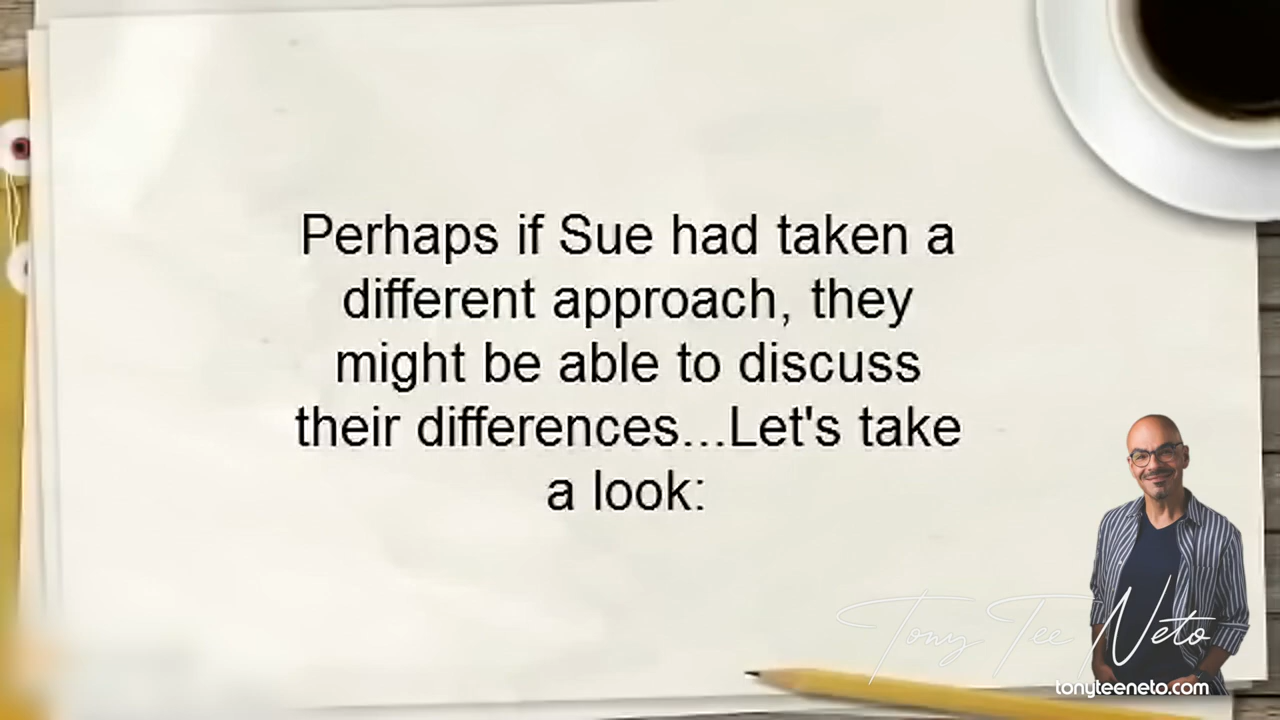 Perhaps if Sue had taken a
different approach, they
might be able to discuss
their differences...Let's take
a look:
Tony Tee Neto
tonyteeneto.com